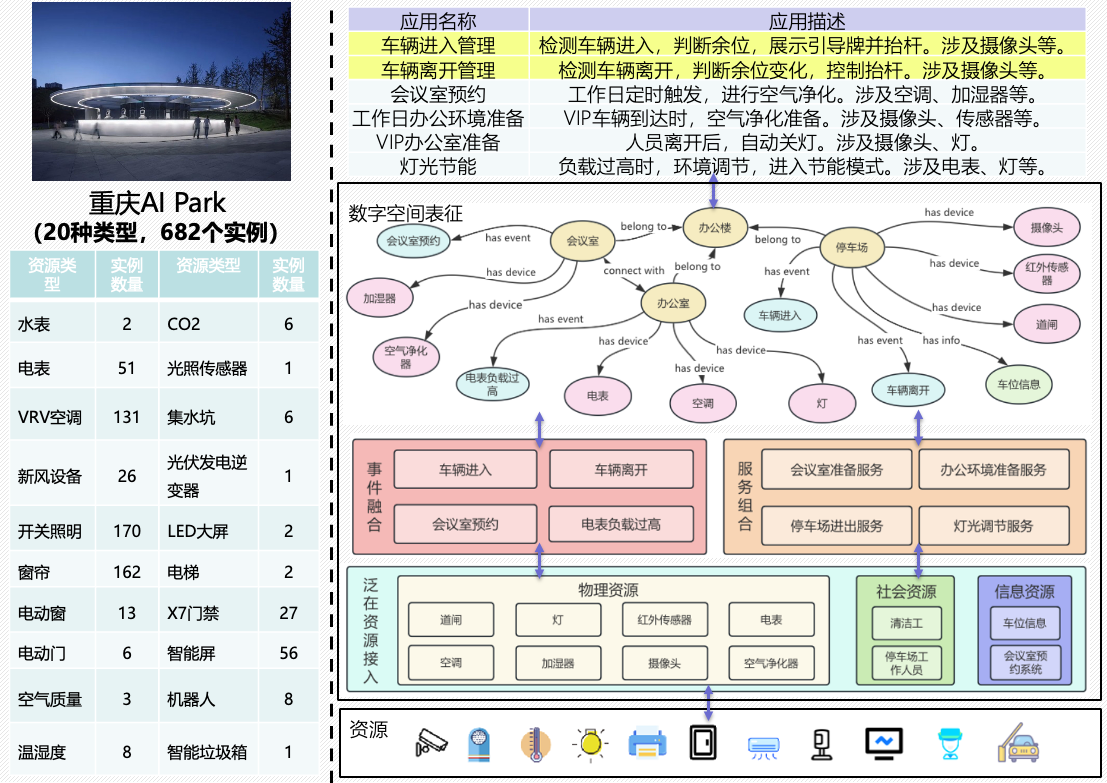 重庆AI Park
（20种类型，682个实例）
资源类型 实例数量 资源类型 实例数量
水表 2 CO2 6
电表 51 光照传感器 1
VRV空调 131 集水坑 6
新风设备 26 光伏发电逆变器 1
开关照明 170 LED大屏 2
窗帘 162 电梯 2
电动窗 13 X7门禁 27
电动门 6 智能屏 56
空气质量 3 机器人 8
温湿度 8 智能垃圾箱 1
应用名称 应用描述
车辆进入管理 检测车辆进入，判断余位，展示引导牌并抬杆。涉及摄像头等。
车辆离开管理 检测车辆离开，判断余位变化，控制抬杆。涉及摄像头等。
会议室预约 工作日定时触发，进行空气净化。涉及空调、加湿器等。
工作日办公环境准备 VIP车辆到达时，空气净化准备。涉及摄像头、传感器等。
VIP办公室准备 人员离开后，自动关灯。涉及摄像头、灯。
灯光节能 负载过高时，环境调节，进入节能模式。涉及电表、灯等。
数字空间表征
会议室预约
has event
会议室
belong to
办公楼
belong to
停车场
has device
摄像头
has device
红外传感器
has device
道闸
has device
加湿器
has device
空气净化器
connect with
belong to
办公室
has event
车辆进入
has event
电表负载过高
has device
电表
has device
空调
has device
灯
has event
车辆离开
has info
车位信息
事件融合
车辆进入
车辆离开
会议室预约
电表负载过高
服务组合
会议室准备服务
办公环境准备服务
停车场进出服务
灯光调节服务
泛在资源接入
物理资源
道闸
灯
红外传感器
电表
空调
加湿器
摄像头
空气净化器
社会资源
清洁工
停车场工
作人员
信息资源
车位信息
会议室预
约系统
资源